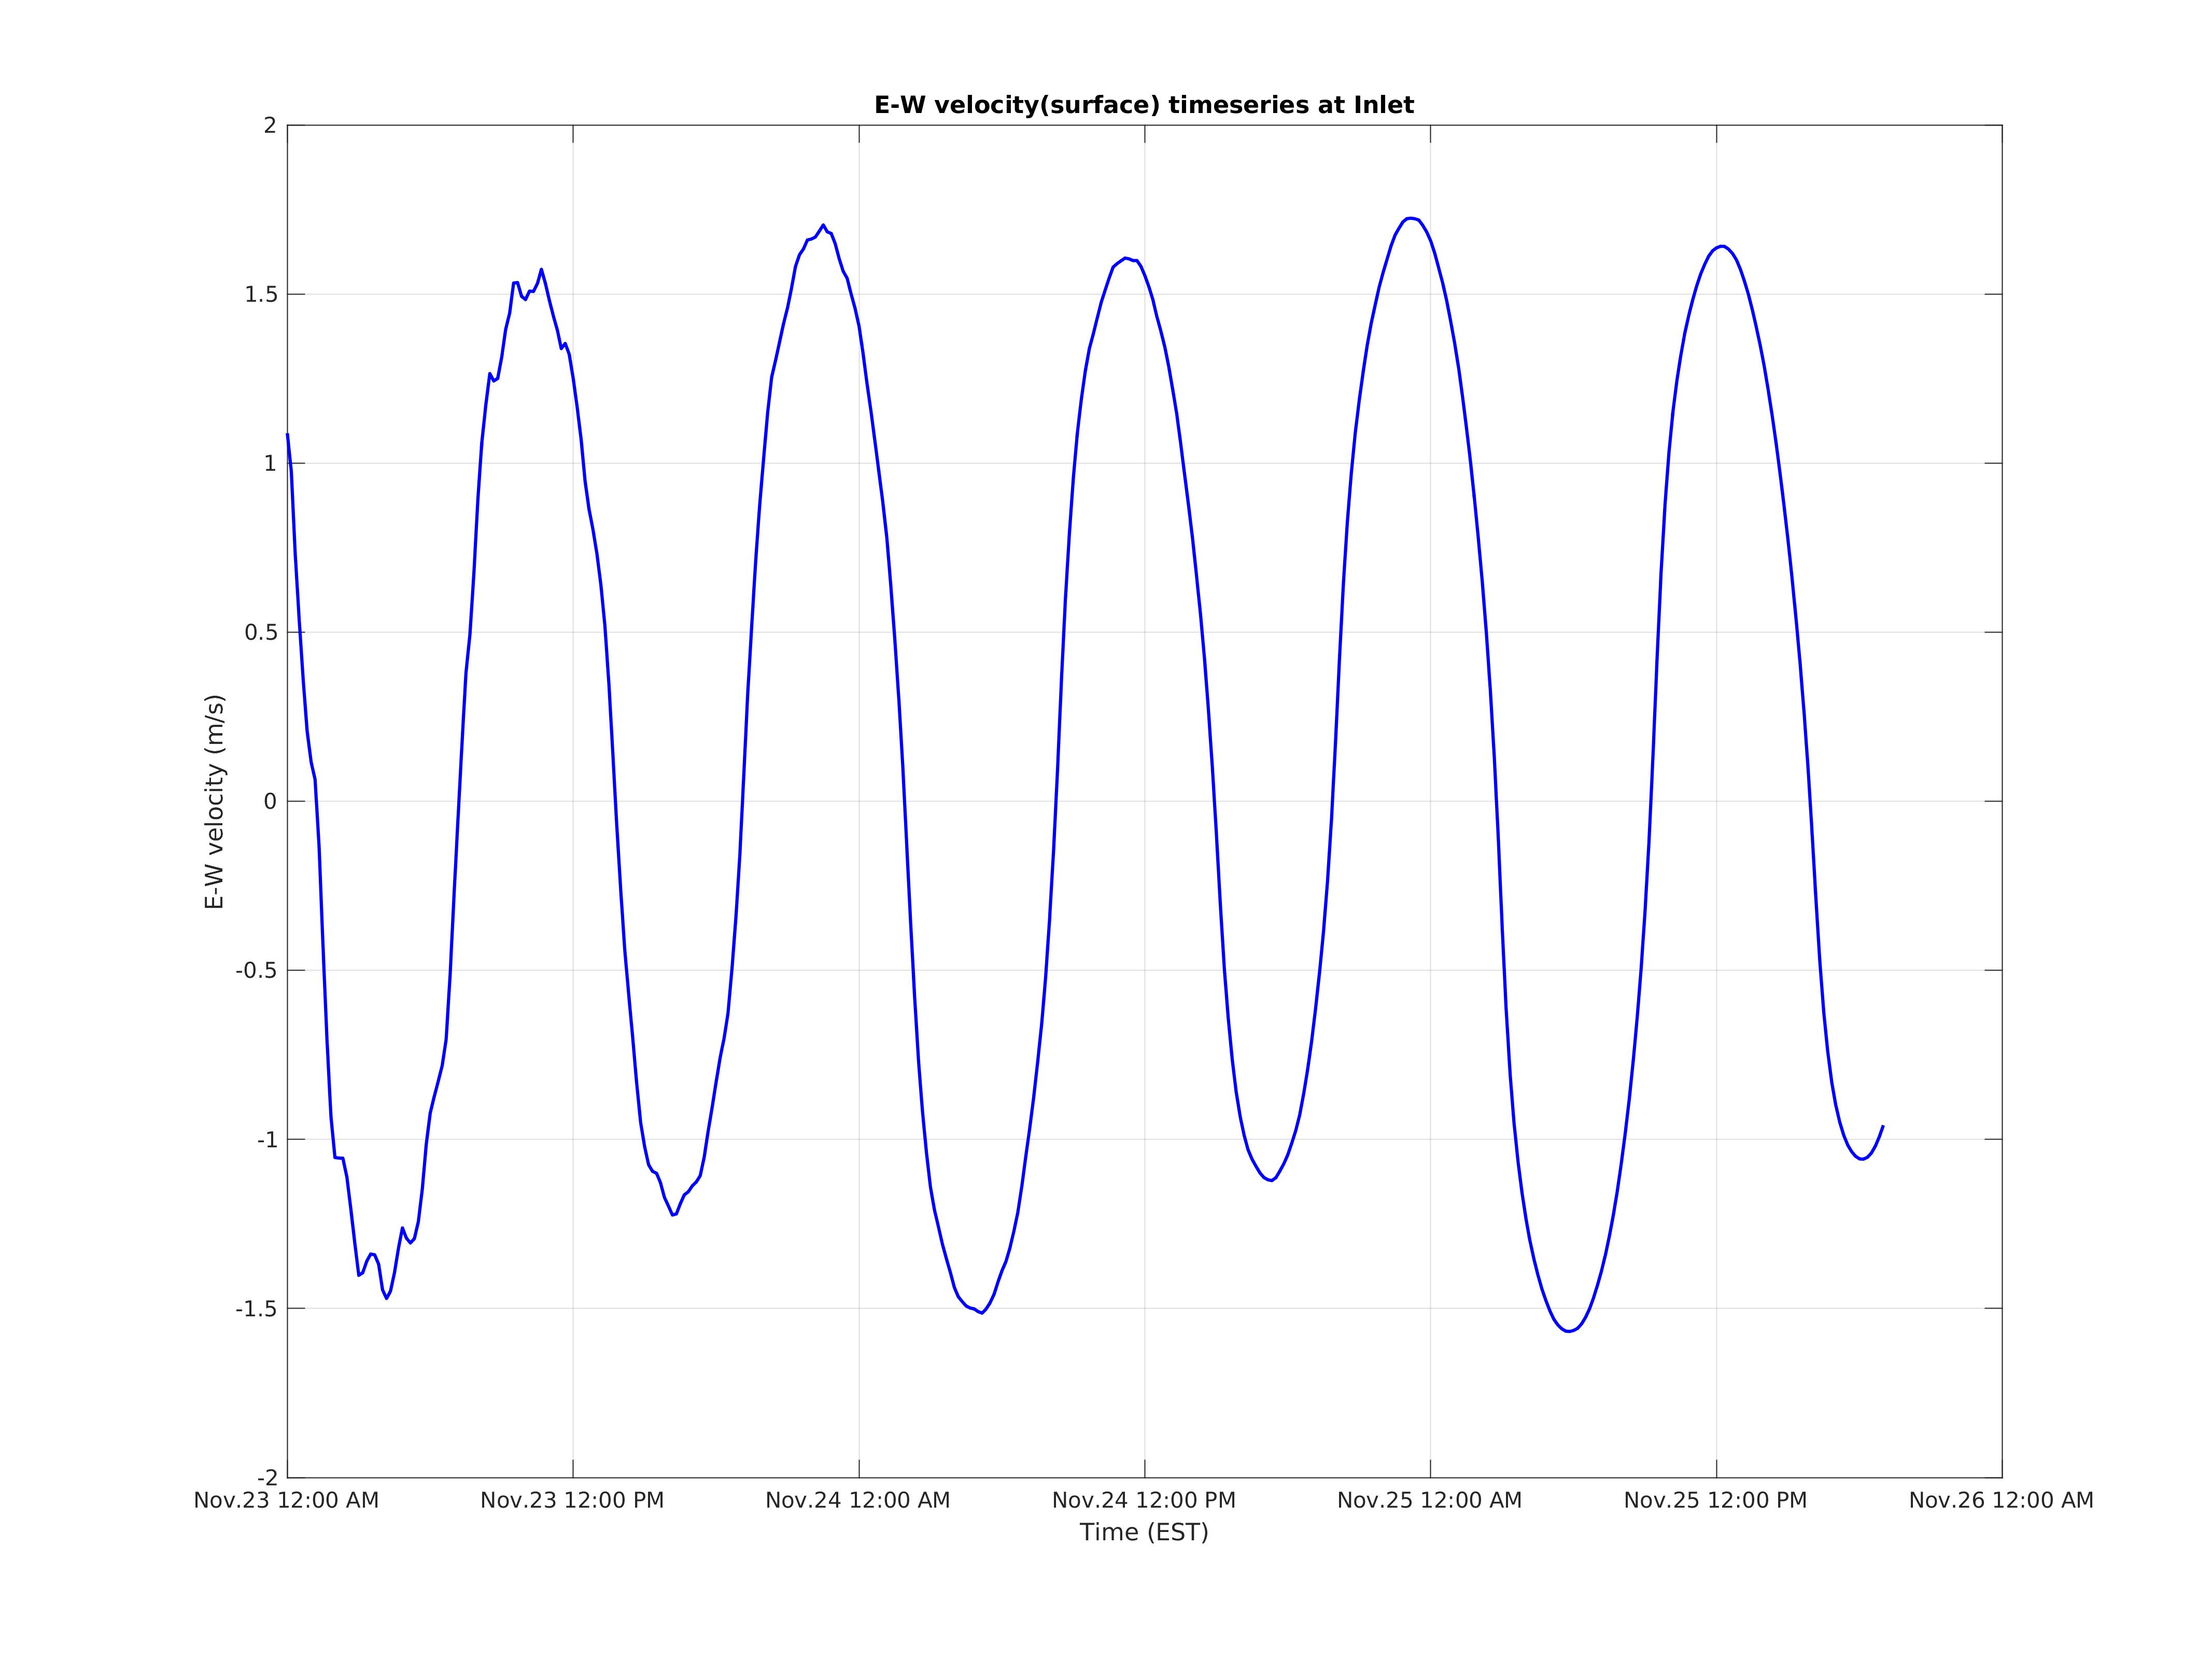 E-W velocity(surface) timeseries at Inlet
2
1.5
1
0.5
0
-0.5
-1
-1.5
-2
E-W velocity (m/s)
Nov.23 12:00 AM Nov.23 12:00 PM Nov.24 12:00 AM Nov.24 12:00 PM Nov.25 12:00 AM Nov.25 12:00 PM Nov.26 12:00 AM
Time (EST)